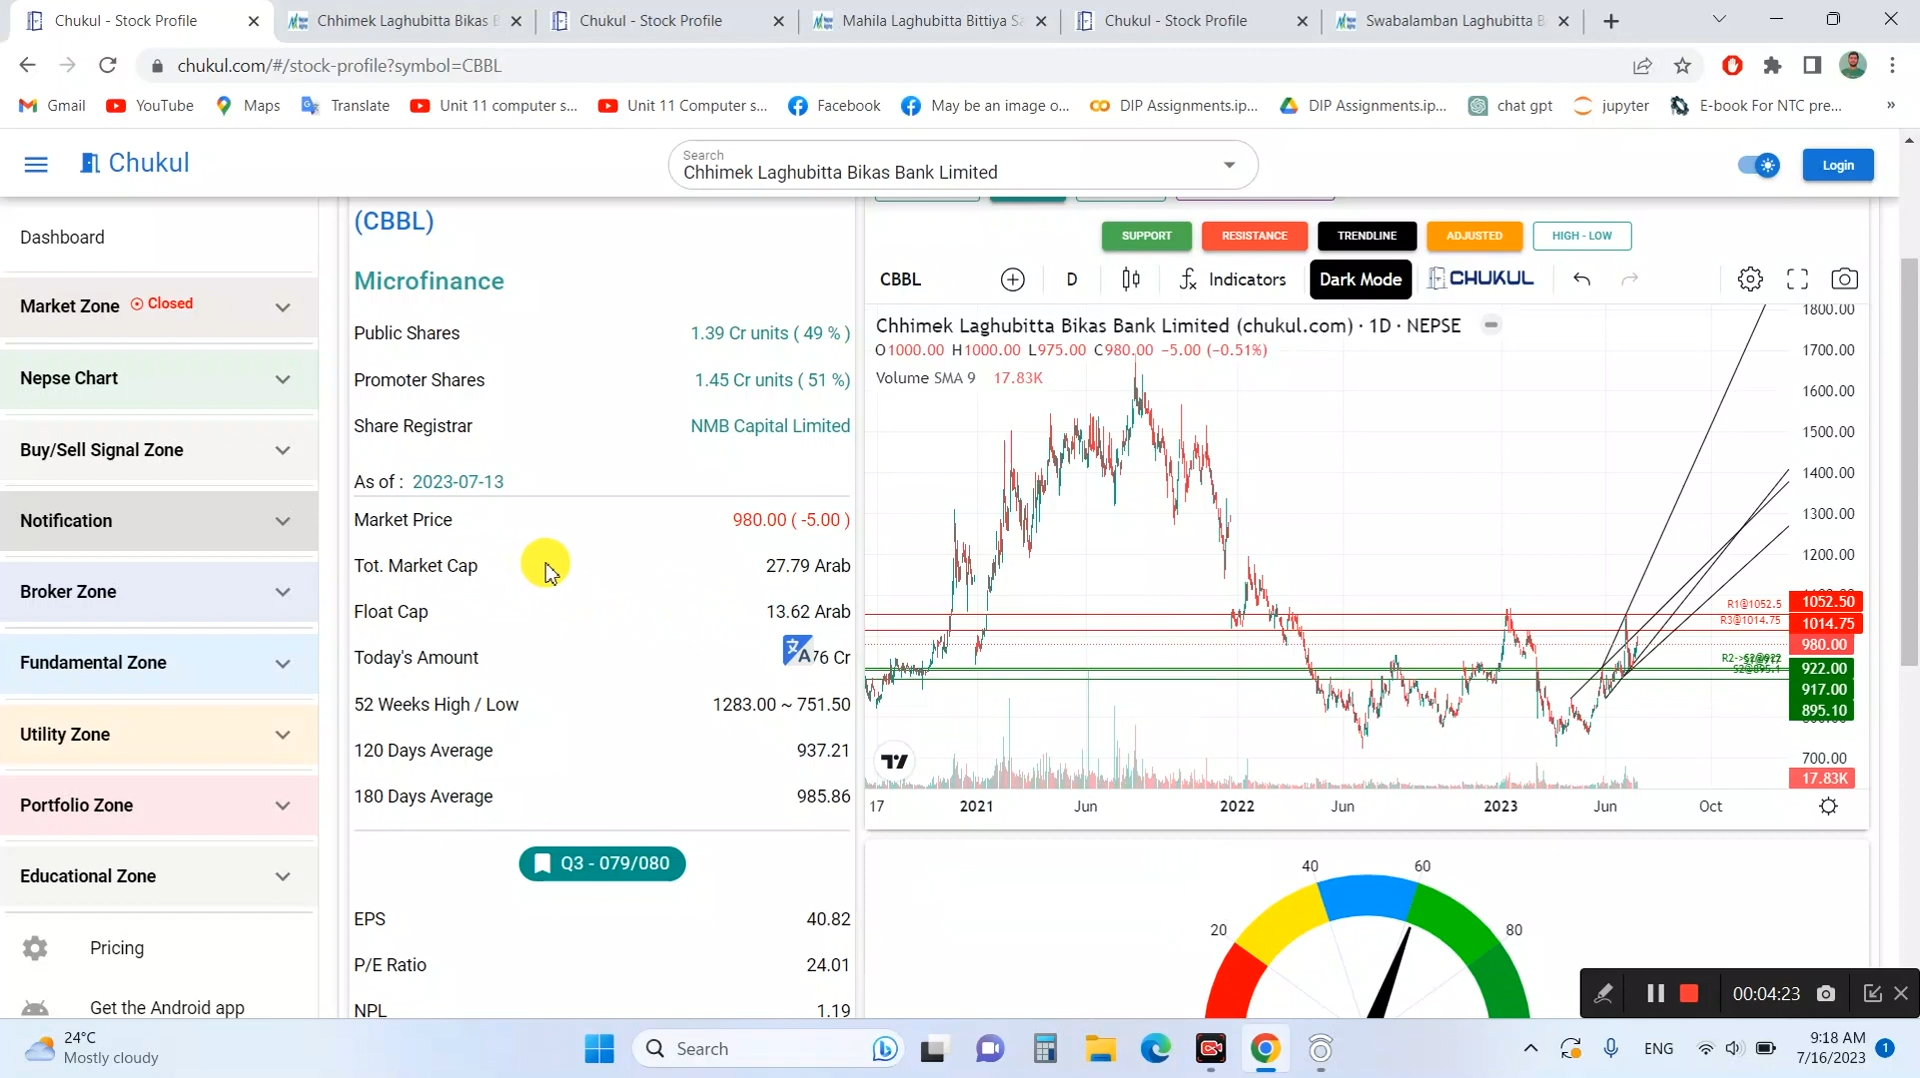 Chukul - Stock Profile
Chhimek Laghubitta Bikas B
Chukul - Stock Profile
Mahila Laghubitta Bittiya Sa
Chukul - Stock Profile
Swabalamban Laghubitta B
chukul.com/#/stock-profile?symbol=CBBL
Gmail
YouTube
Maps
Translate
Unit 11 computer s...
Unit 11 Computer s...
Facebook
May be an image o...
DIP Assignments.ip...
DIP Assignments.ip...
chat gpt
jupyter
E-book For NTC pre...
Chukul
Search
Chhimek Laghubitta Bikas Bank Limited
Login
Dashboard
Market Zone Closed
Nepse Chart
Buy/Sell Signal Zone
Notification
Broker Zone
Fundamental Zone
Utility Zone
Portfolio Zone
Educational Zone
Pricing
Get the Android app
(CBBL)
Microfinance
Public Shares 1.39 Cr units ( 49 % )
Promoter Shares 1.45 Cr units ( 51 %)
Share Registrar NMB Capital Limited
As of : 2023-07-13
Market Price 980.00 ( -5.00 )
Tot. Market Cap 27.79 Arab
Float Cap 13.62 Arab
Today's Amount 76 Cr
52 Weeks High / Low 1283.00 ~ 751.50
120 Days Average 937.21
180 Days Average 985.86
Q3 - 079/080
EPS 40.82
P/E Ratio 24.01
NPL 1.19
SUPPORT
RESISTANCE
TRENDLINE
ADJUSTED
HIGH - LOW
CBBL
D
Indicators
Dark Mode
CHUKUL
Chhimek Laghubitta Bikas Bank Limited (chukul.com) · 1D · NEPSE
O1000.00 H1000.00 L975.00 C980.00 -5.00 (-0.51%)
Volume SMA 9 17.83K
1800.00
1700.00
1600.00
1500.00
1400.00
1300.00
1200.00
R1@1052.5
1052.50
R3@1014.75
1014.75
980.00
922.00
917.00
895.10
700.00
17.83K
17
2021
Jun
2022
Jun
2023
Jun
Oct
20
40
60
80
00:04:23
24°C
Mostly cloudy
Search
ENG
9:18 AM
7/16/2023
1